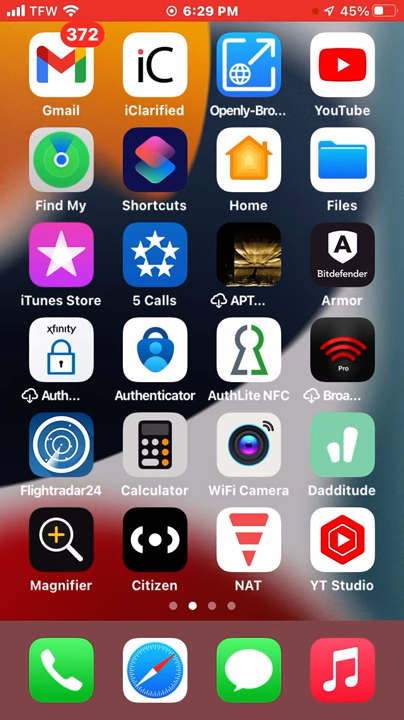 TFW 6:29 PM 45%
372
iC
Gmail iClarified Openly-Bro... YouTube
Find My Shortcuts Home Files
A
Bitdefender
iTunes Store 5 Calls APT... Armor
xfinity
Pro
Auth... Authenticator AuthLite NFC Broa...
Flightradar24 Calculator WiFi Camera Dadditude
Magnifier Citizen NAT YT Studio